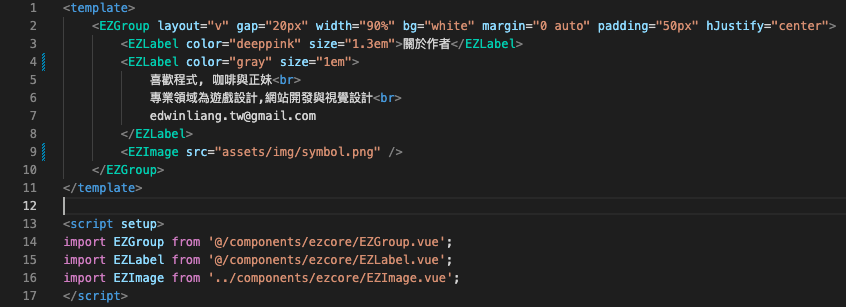 1 <template>
2 <EZGroup layout="v" gap="20px" width="90%" bg="white" margin="0 auto" padding="50px" hJustify="center">
3 <EZLabel color="deeppink" size="1.3em">關於作者</EZLabel>
4 <EZLabel color="gray" size="1em">
5 喜歡程式, 咖啡與正妹<br>
6 專業領域為遊戲設計,網站開發與視覺設計<br>
7 edwinliang.tw@gmail.com
8 </EZLabel>
9 <EZImage src="assets/img/symbol.png" />
10 </EZGroup>
11 </template>
12
13 <script setup>
14 import EZGroup from '@/components/ezcore/EZGroup.vue';
15 import EZLabel from '@/components/ezcore/EZLabel.vue';
16 import EZImage from '../components/ezcore/EZImage.vue';
17 </script>